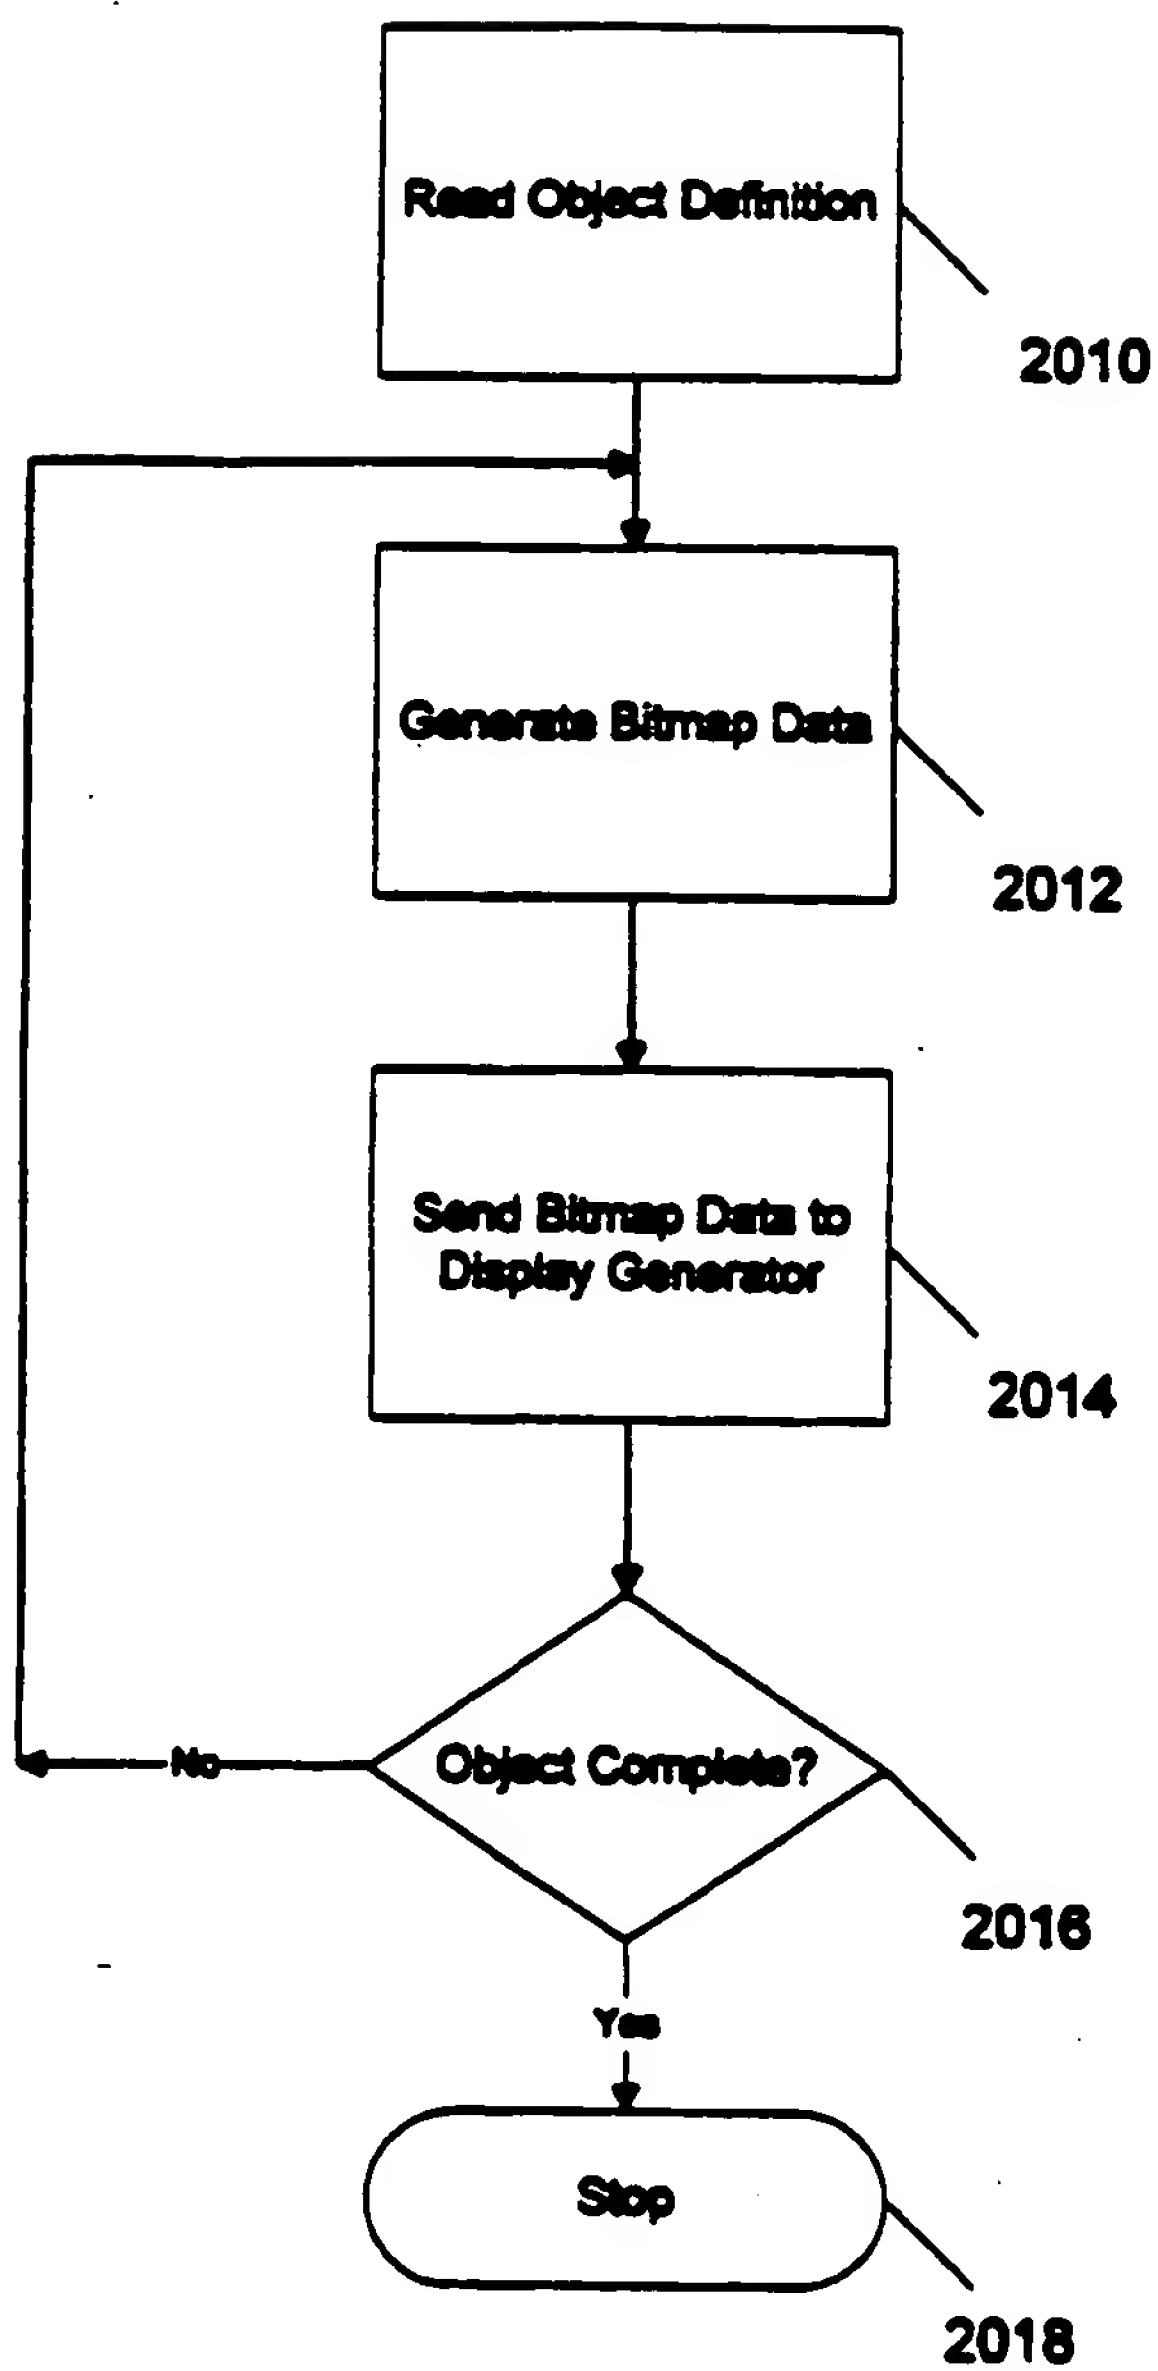 Read Object Definition
2010
Generate Bitmap Data
2012
Send Bitmap Data to
Display Generator
2014
Object Complete?
No
2016
Yes
Stop
2018